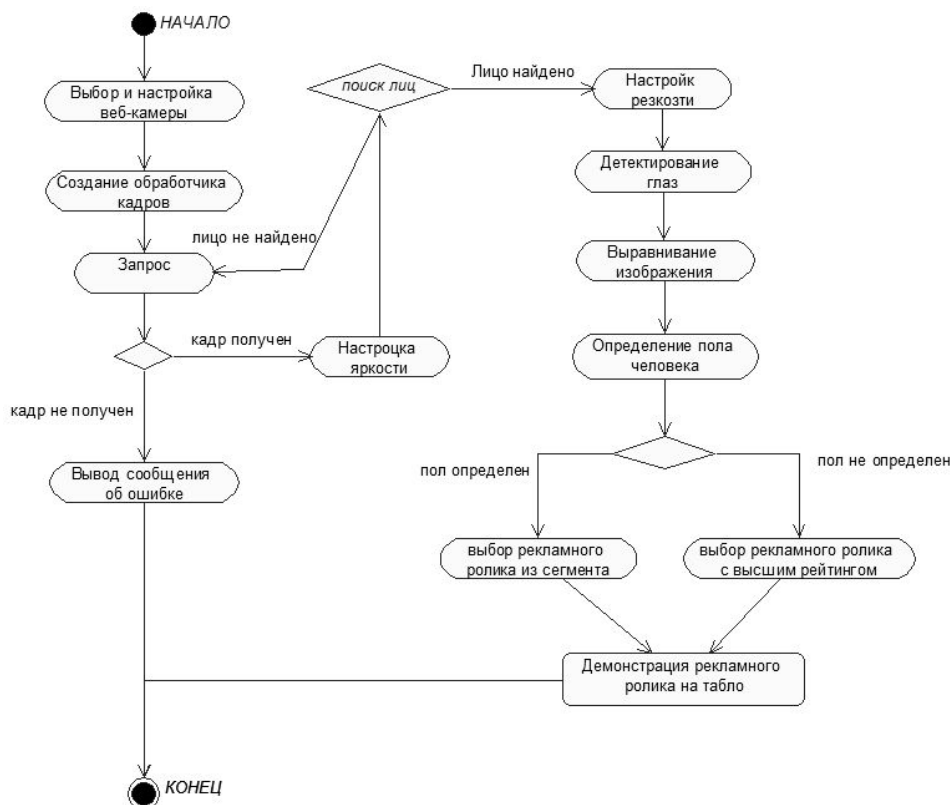 НАЧАЛО
Выбор и настройка
веб-камеры
Создание обработчика
кадров
Запрос
кадр получен
Настроцка
яркости
кадр не получен
Вывод сообщения
об ошибке
КОНЕЦ
поиск лиц
лицо не найдено
Лицо найдено
Настройк
резкозти
Детектирование
глаз
Выравнивание
изображения
Определение пола
человека
пол определен
пол не определен
выбор рекламного
ролика из сегмента
выбор рекламного ролика
с высшим рейтингом
Демонстрация рекламного
ролика на табло